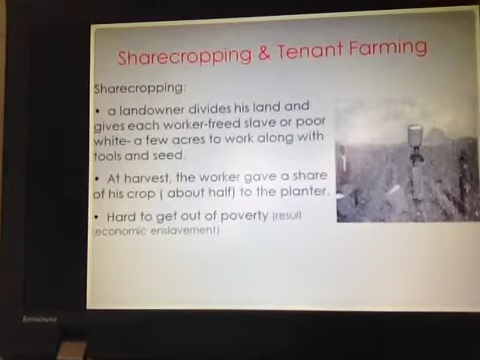 Sharecropping & Tenant Farming
Sharecropping:
• a landowner divides his land and
gives each worker-freed slave or poor
white- a few acres to work along with
tools and seed.
• At harvest, the worker gave a share
of his crop ( about half) to the planter.
• Hard to get out of poverty (result
economic enslavement)
lenovo